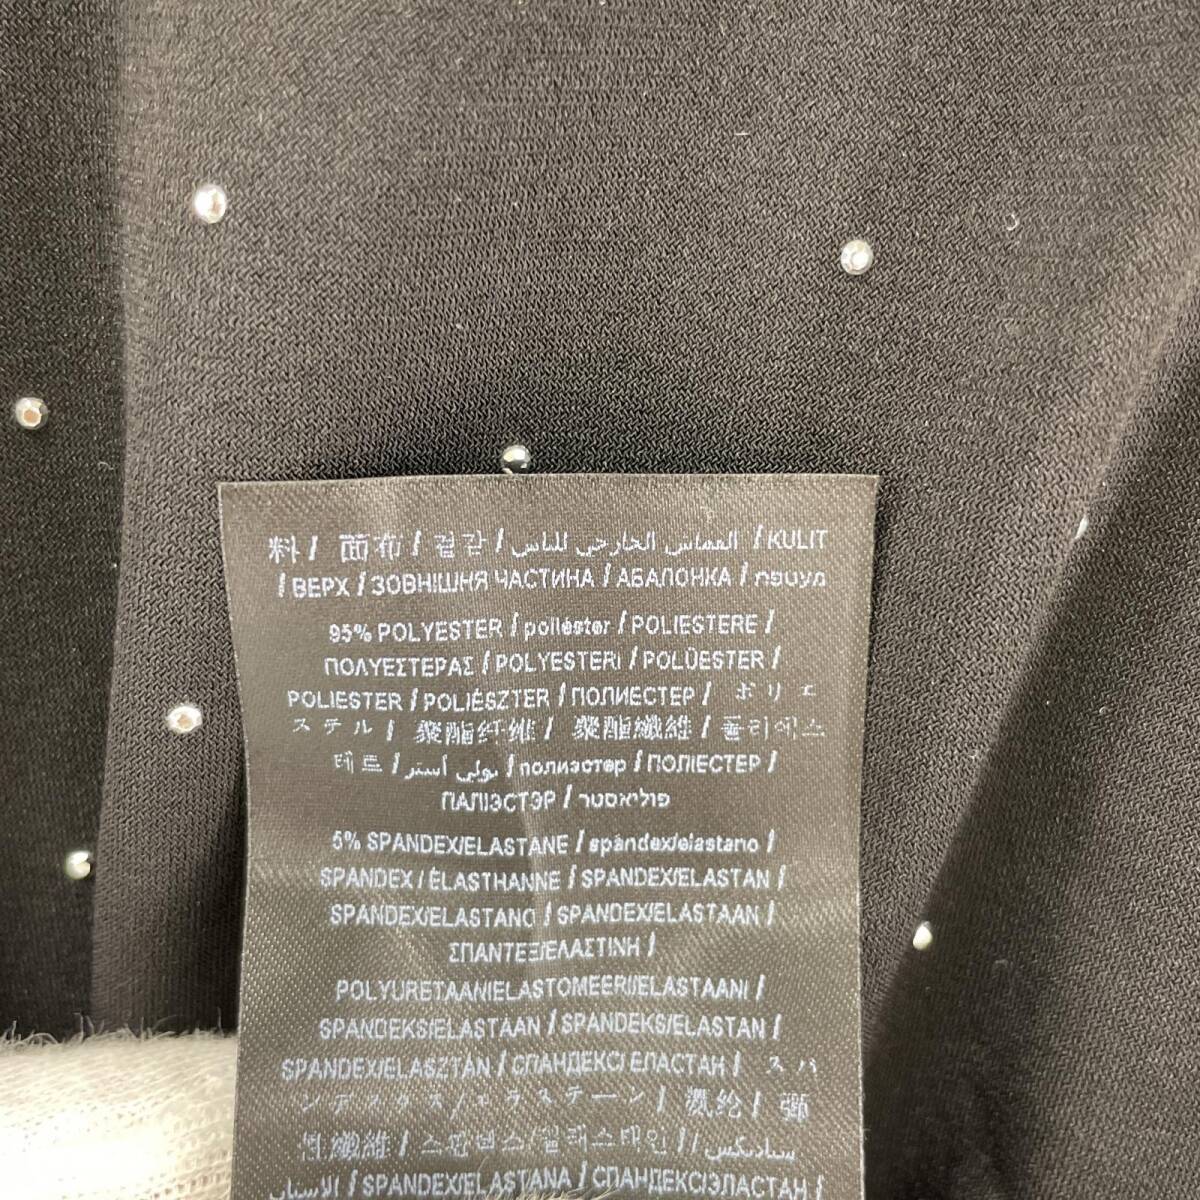 料 / 面布 / 겉감 / القماش الخارجي للباس / KULIT
/ ВЕРХ / ЗОВНІШНЯ ЧАСТИНА / АБАЛОНКА /
95% POLYESTER / poliéster / POLIESTERE /
ΠΟΛΥΕΣΤΕΡΑΣ / POLYESTERI / POLÜESTER /
POLIESTER / POLIÉSZTER / ПОЛИЕСТЕР / ポリエ
ステル / 聚酯纤维 / 聚酯纖維 / 폴리에스
테르 / بولي أستر / полиэстер / ПОЛІЕСТЕР /
ПАЛІЭСТЭР / פוליאסטר
5% SPANDEX/ELASTANE / spándex/elastano /
SPANDEX / ÉLASTHANNE / SPANDEX/ELASTAN /
SPANDEX/ELASTANO / SPANDEX/ELASTAAN /
ΣΠΑΝΤΕΞ/ΕΛΑΣΤΙΝΗ /
POLYURETAANIELASTOMEERI/ELASTAANI /
SPANDEKS/ELASTAAN / SPANDEKS/ELASTAN /
SPANDEX/ELASZTÁN / СПАНДЕКС/ ЕЛАСТАН / スパ
ンデックス/エラステーン / 氨纶 / 彈
性纖維 / 스판덱스/엘래스테인 / سبانديكس/
الاستان / SPANDEX/ELASTANA / СПАНДЕКС/ЭЛАСТАН /